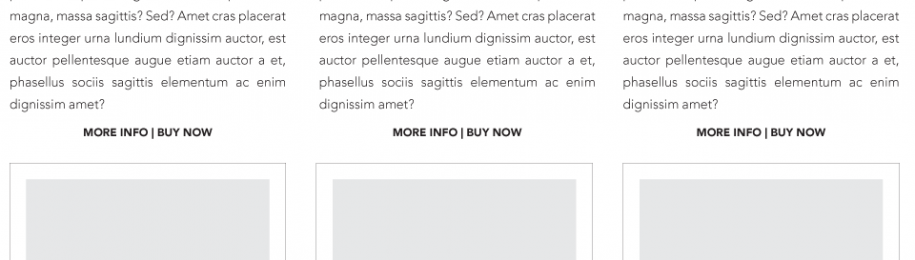 magna, massa sagittis? Sed? Amet cras placerat
eros integer urna lundium dignissim auctor, est
auctor pellentesque augue etiam auctor a et,
phasellus sociis sagittis elementum ac enim
dignissim amet?
MORE INFO | BUY NOW
magna, massa sagittis? Sed? Amet cras placerat
eros integer urna lundium dignissim auctor, est
auctor pellentesque augue etiam auctor a et,
phasellus sociis sagittis elementum ac enim
dignissim amet?
MORE INFO | BUY NOW
magna, massa sagittis? Sed? Amet cras placerat
eros integer urna lundium dignissim auctor, est
auctor pellentesque augue etiam auctor a et,
phasellus sociis sagittis elementum ac enim
dignissim amet?
MORE INFO | BUY NOW